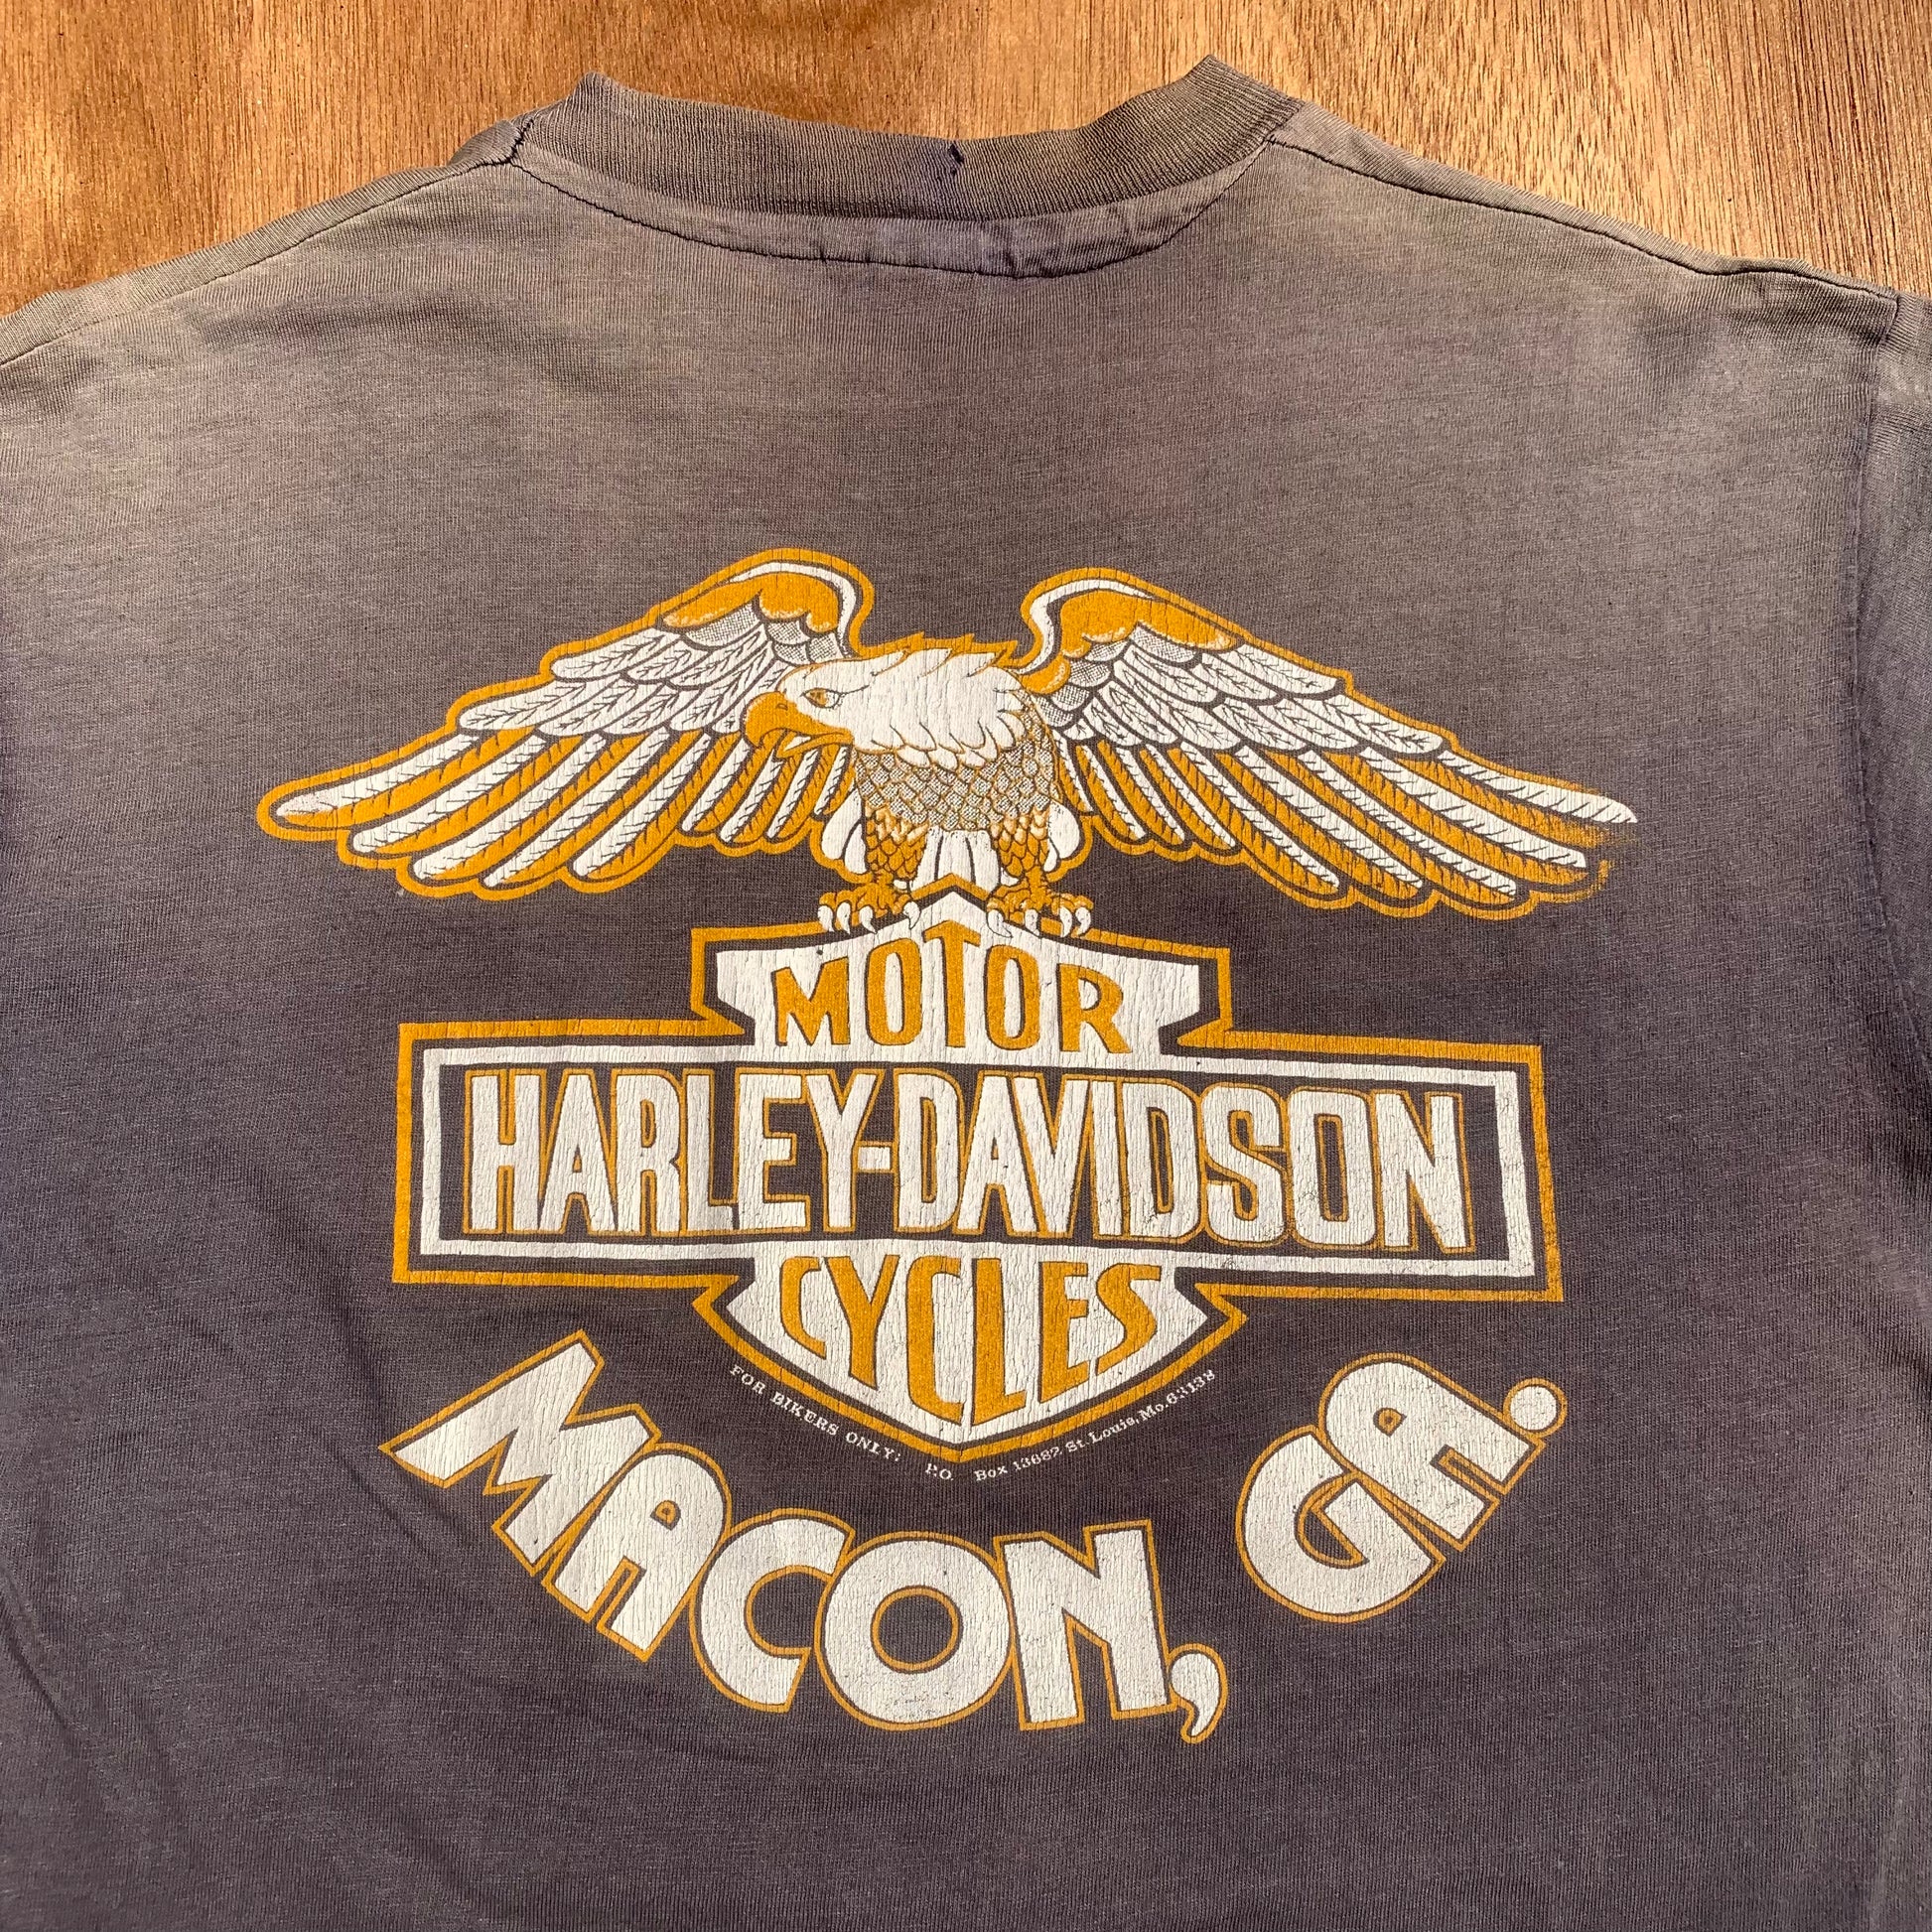 MOTOR
HARLEY-DAVIDSON
CYCLES
FOR BIKERS ONLY: P.O. Box 13682 St. Louis, Mo. 63138
MACON, GA.